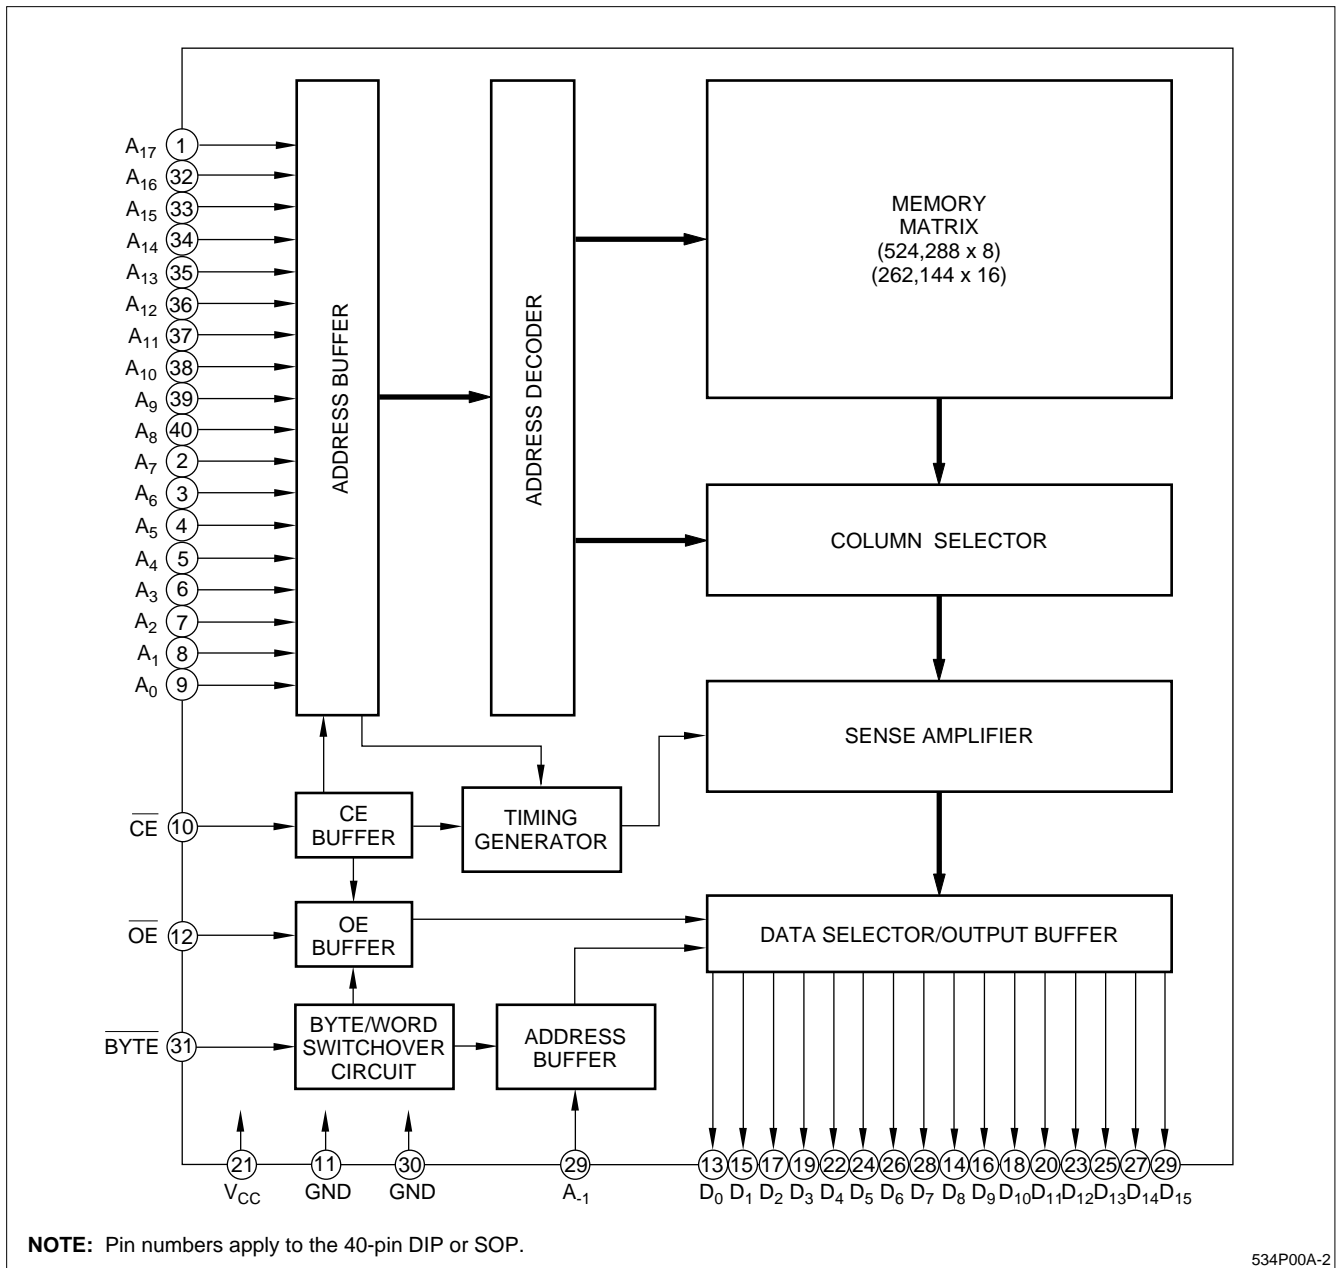 A17 1
A16 32
A15 33
A14 34
A13 35
A12 36
A11 37
A10 38
A9 39
A8 40
A7 2
A6 3
A5 4
A4 5
A3 6
A2 7
A1 8
A0 9
CE 10
OE 12
BYTE 31
ADDRESS BUFFER
ADDRESS DECODER
MEMORY
MATRIX
(524,288 x 8)
(262,144 x 16)
COLUMN SELECTOR
SENSE AMPLIFIER
CE
BUFFER
TIMING
GENERATOR
OE
BUFFER
DATA SELECTOR/OUTPUT BUFFER
BYTE/WORD
SWITCHOVER
CIRCUIT
ADDRESS
BUFFER
21 11 30 29 13 15 17 19 22 24 26 28 14 16 18 20 23 25 27 29
VCC GND GND A-1 D0 D1 D2 D3 D4 D5 D6 D7 D8 D9 D10 D11 D12 D13 D14 D15
NOTE: Pin numbers apply to the 40-pin DIP or SOP.
534P00A-2